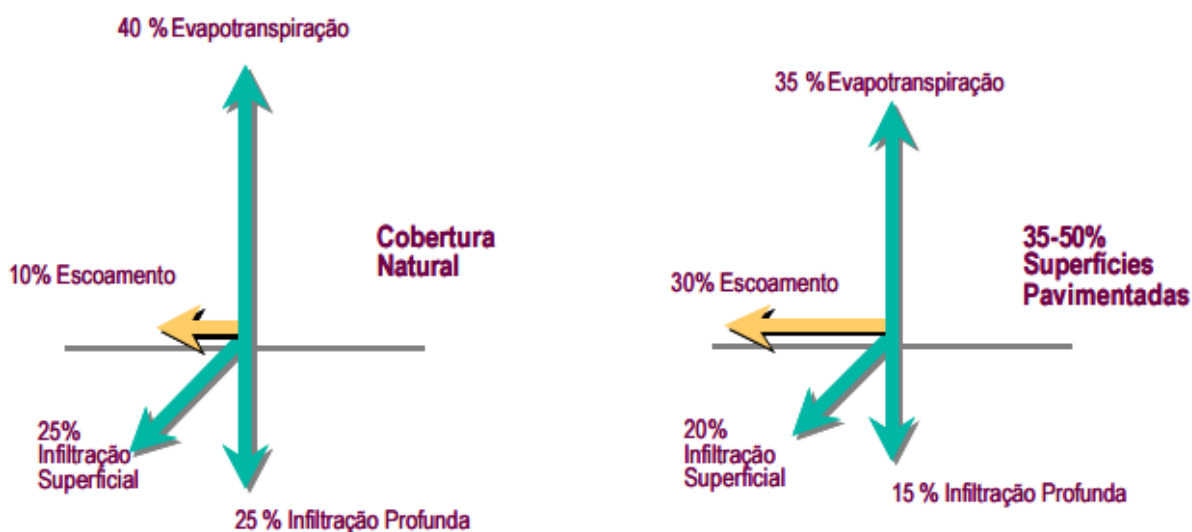 40 % Evapotranspiração
Cobertura
Natural
10% Escoamento
25%
Infiltração
Superficial
25 % Infiltração Profunda
35 % Evapotranspiração
35-50%
Superfícies
Pavimentadas
30% Escoamento
20%
Infiltração
Superficial
15 % Infiltração Profunda